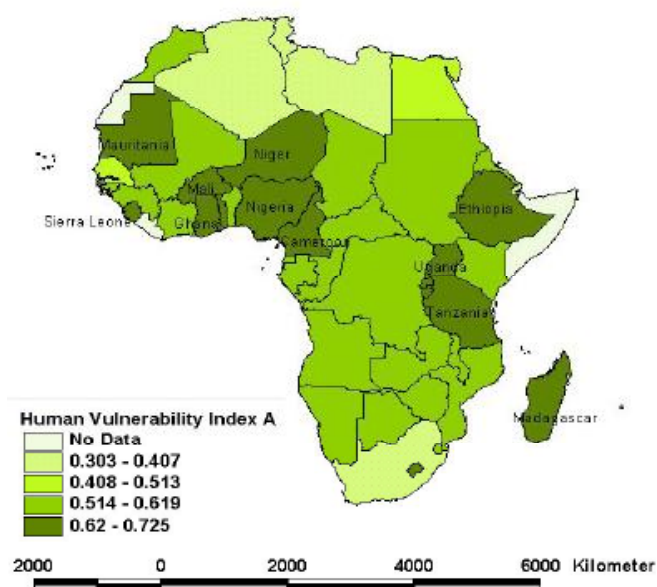 Mauritania
Niger
Mali
Nigeria
Ethiopia
Sierra Leone
Ghana
Cameroon
Uganda
Tanzania
Madagascar
Human Vulnerability Index A
No Data
0.303 - 0.407
0.408 - 0.513
0.514 - 0.619
0.62 - 0.725
2000 0 2000 4000 6000 Kilometer